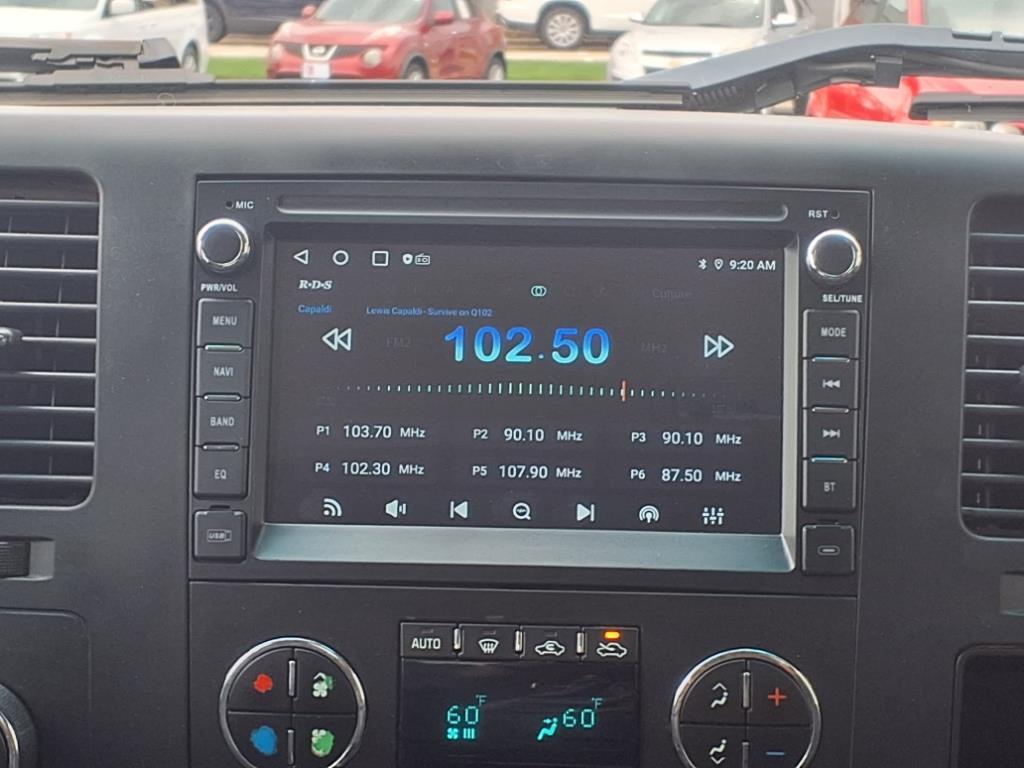 MIC
RST
PWR/VOL
SEL/TUNE
MENU
NAVI
BAND
EQ
USB
MODE
BT
9:20 AM
R·D·S
Culture
Capaldi
Lewis Capaldi - Survive on Q102
FM2
102.50
MHz
P1 103.70 MHz
P2 90.10 MHz
P3 90.10 MHz
P4 102.30 MHz
P5 107.90 MHz
P6 87.50 MHz
AUTO
60°F
60°F